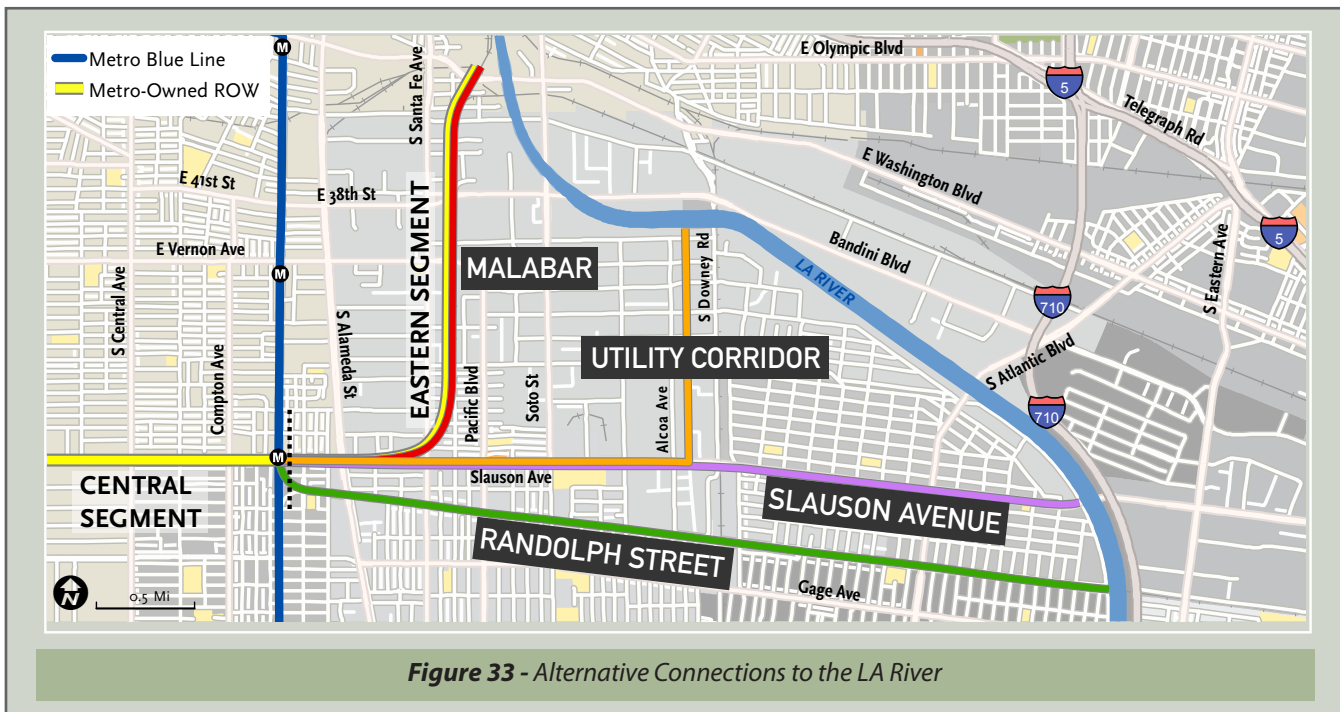 Metro Blue Line
Metro-Owned ROW
M
S Santa Fe Ave
E Olympic Blvd
5
Telegraph Rd
E Washington Blvd
E 41st St
E 38th St
E Vernon Ave
M
EASTERN SEGMENT
MALABAR
S Downey Rd
Bandini Blvd
LA RIVER
S Eastern Ave
5
710
S Central Ave
Compton Ave
S Alameda St
UTILITY CORRIDOR
S Atlantic Blvd
Pacific Blvd
Soto St
Alcoa Ave
710
M
CENTRAL
SEGMENT
Slauson Ave
SLAUSON AVENUE
RANDOLPH STREET
Gage Ave
N
0.5 Mi
Figure 33 - Alternative Connections to the LA River